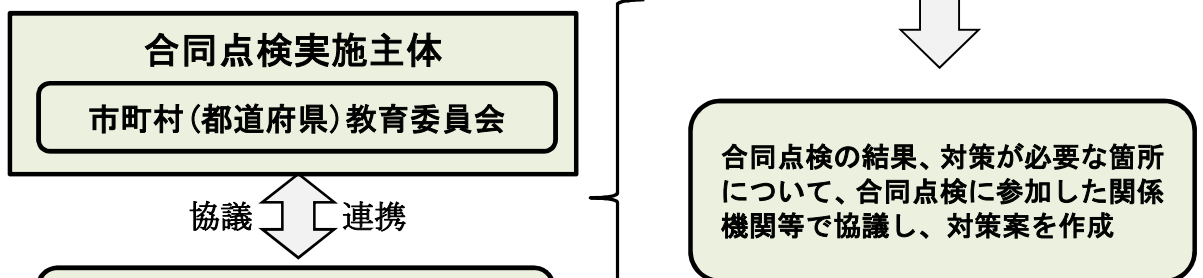 合同点検実施主体
市町村(都道府県)教育委員会
協議 連携
合同点検の結果、対策が必要な箇所
について、合同点検に参加した関係
機関等で協議し、対策案を作成